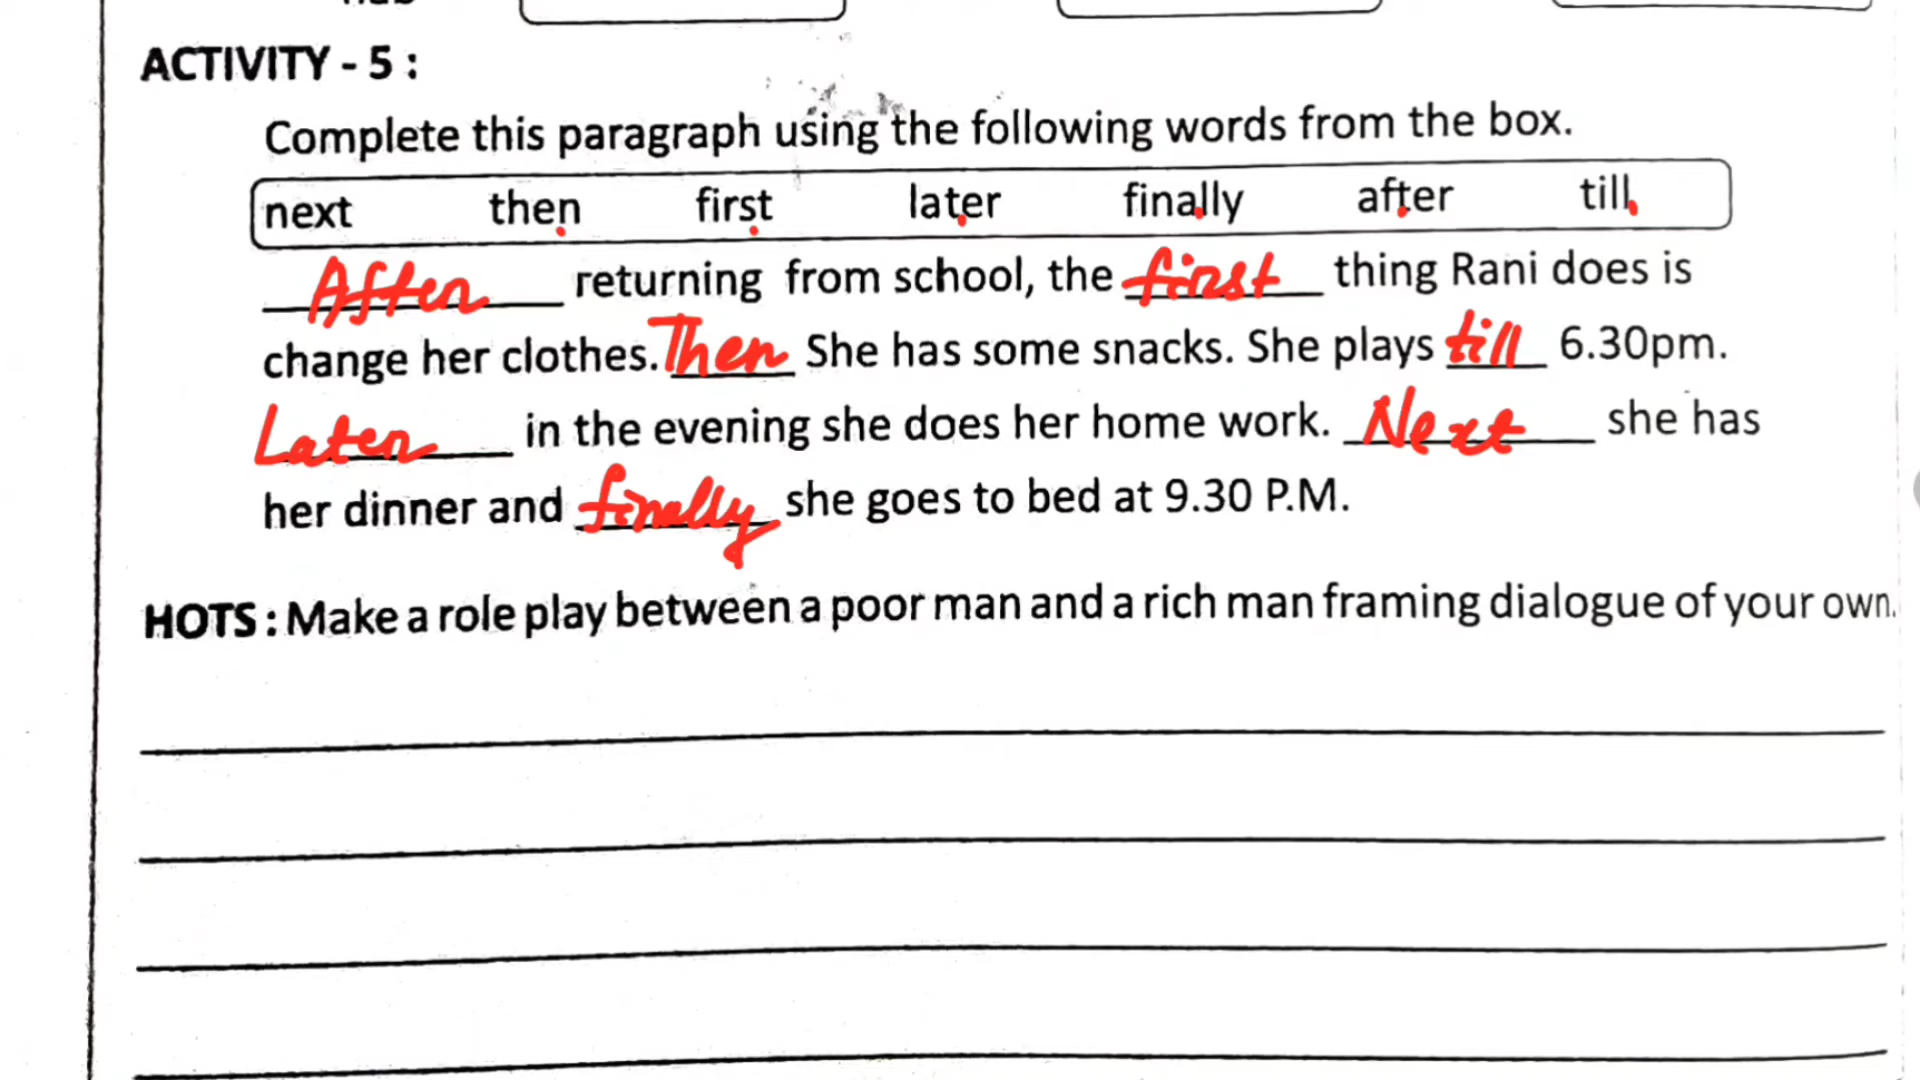 ACTIVITY - 5 :
Complete this paragraph using the following words from the box.
next then first later finally after till
After returning from school, the first thing Rani does is
change her clothes. Then She has some snacks. She plays till 6.30pm.
Later in the evening she does her home work. Next she has
her dinner and finally she goes to bed at 9.30 P.M.
HOTS : Make a role play between a poor man and a rich man framing dialogue of your own.